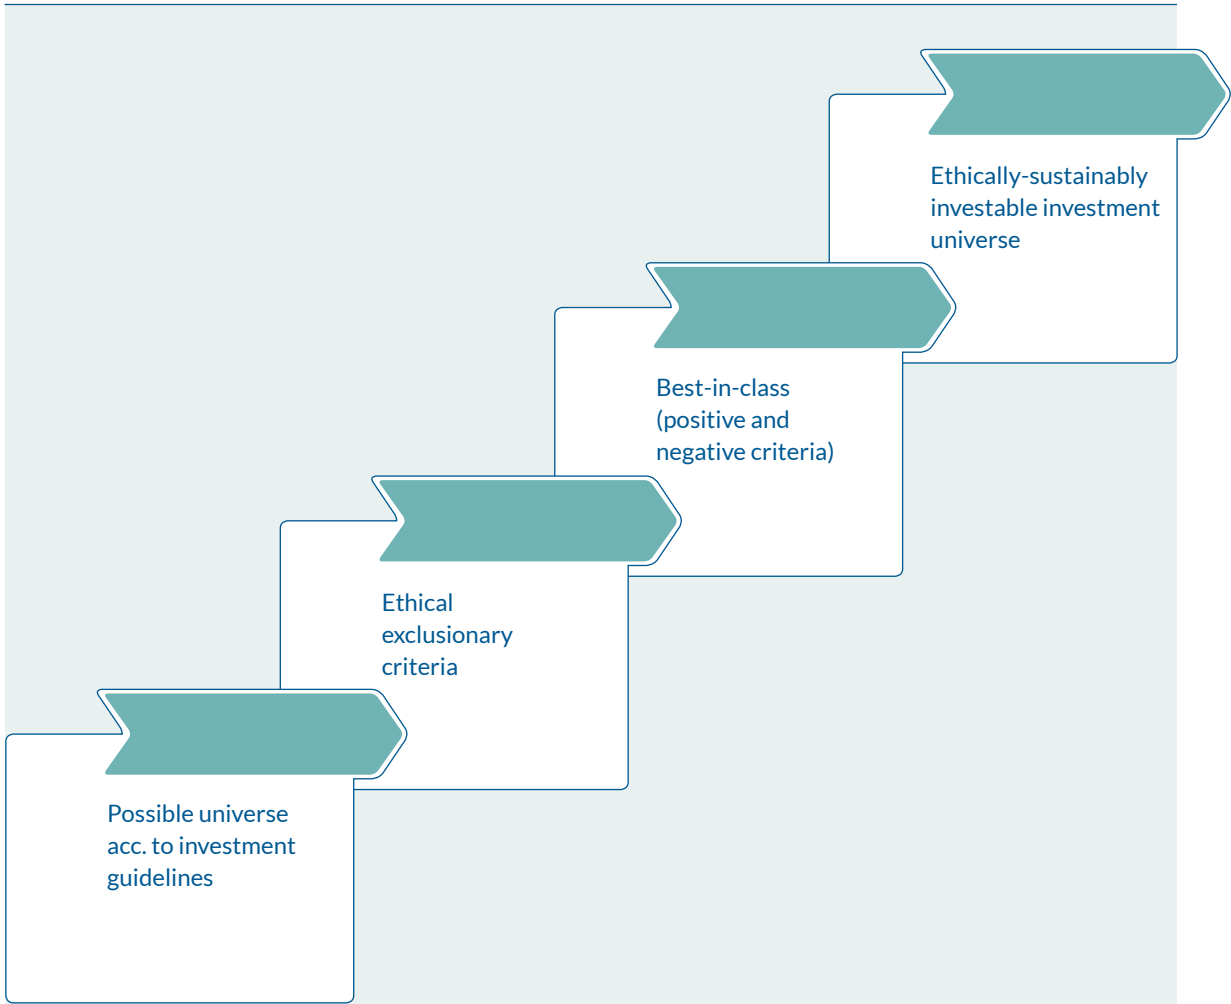 Ethically-sustainably
investable investment
universe
Best-in-class
(positive and
negative criteria)
Ethical
exclusionary
criteria
Possible universe
acc. to investment
guidelines